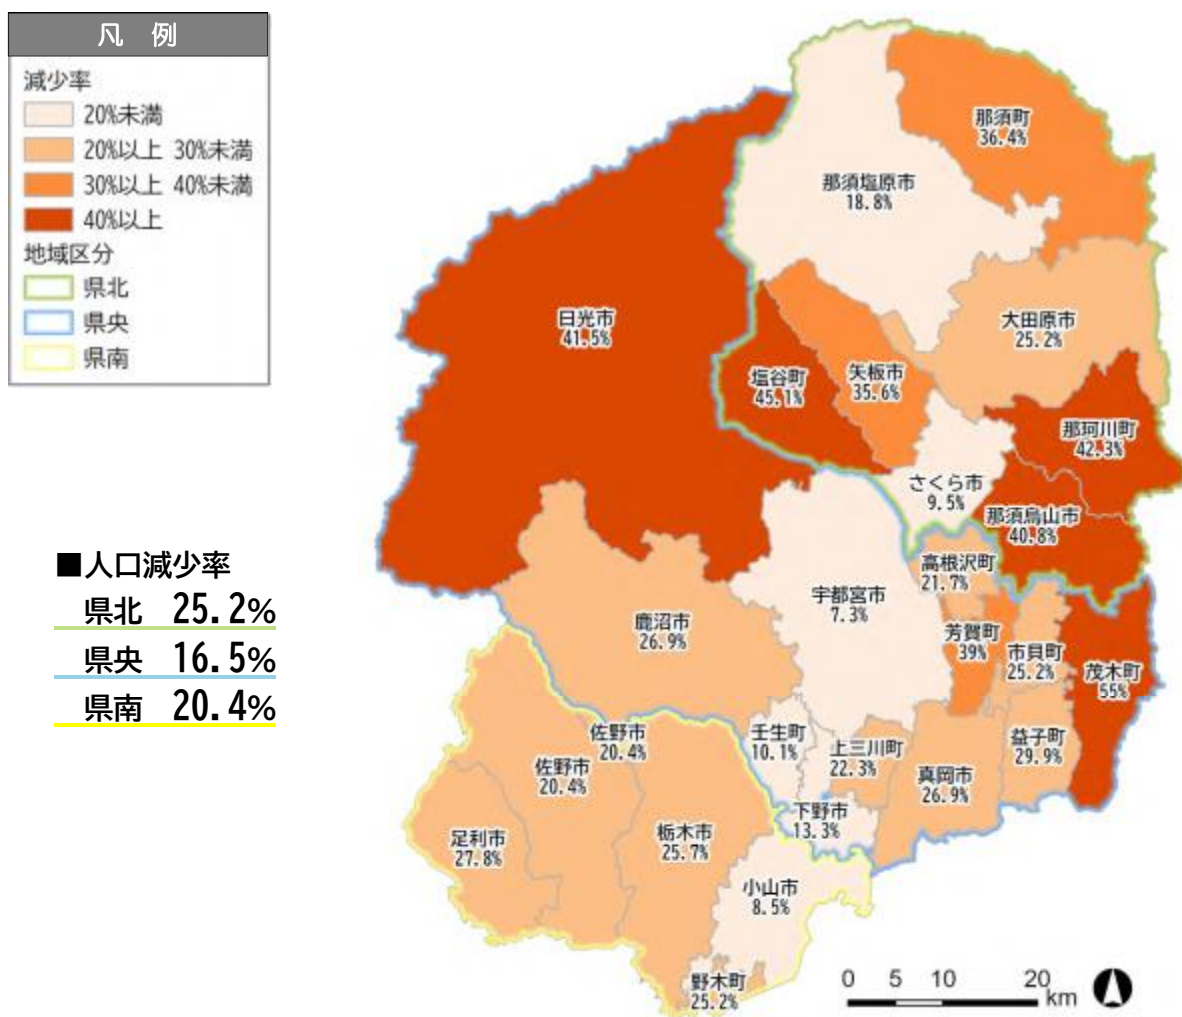 凡 例
減少率
20%未満
20%以上 30%未満
30%以上 40%未満
40%以上
地域区分
県北
県央
県南
■人口減少率
県北 25.2%
県央 16.5%
県南 20.4%
那須町
36.4%
那須塩原市
18.8%
大田原市
25.2%
日光市
41.5%
塩谷町
45.1%
矢板市
35.6%
那珂川町
42.3%
さくら市
9.5%
那須烏山市
40.8%
高根沢町
21.7%
宇都宮市
7.3%
鹿沼市
26.9%
芳賀町
39%
市貝町
25.2%
茂木町
55%
佐野市
20.4%
壬生町
10.1%
上三川町
22.3%
益子町
29.9%
佐野市
20.4%
真岡市
26.9%
下野市
13.3%
足利市
27.8%
栃木市
25.7%
小山市
8.5%
野木町
25.2%
0 5 10 20
km